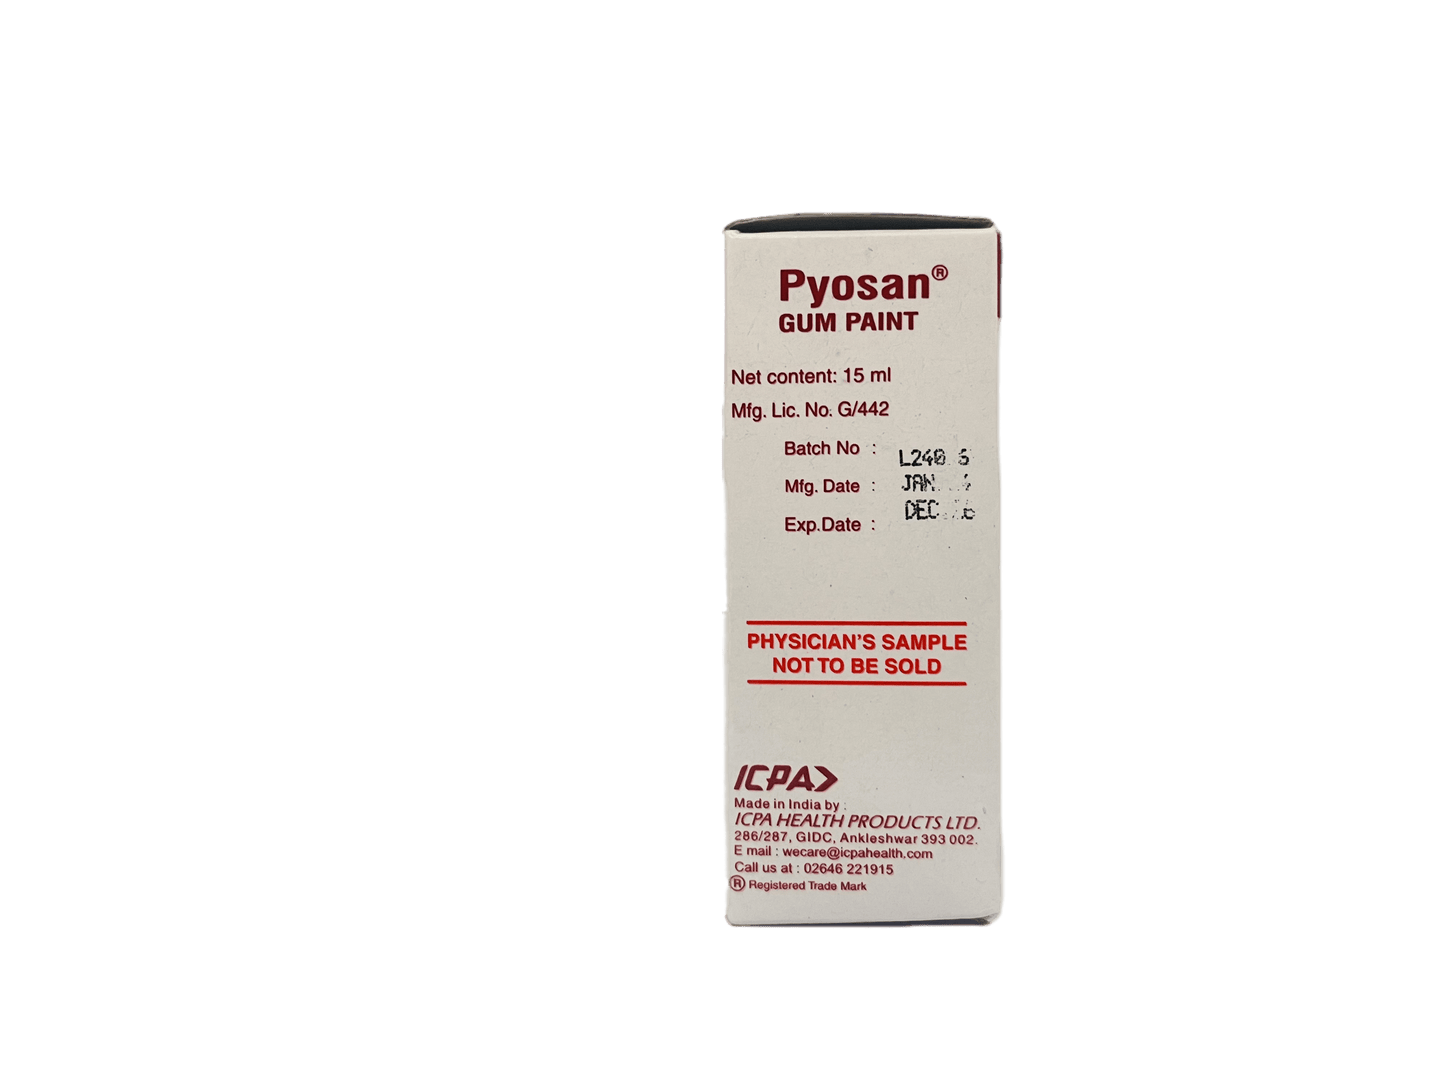 Pyosan®
GUM PAINT
Net content: 15 ml
Mfg. Lic. No. G/442
Batch No :
Mfg. Date : JAN.
Exp.Date : DEC.
PHYSICIAN'S SAMPLE
NOT TO BE SOLD
ICPA
Made in India by :
ICPA HEALTH PRODUCTS LTD.
286/287, GIDC, Ankleshwar 393 002.
E mail : wecare@icpahealth.com
Call us at : 02646 221915
® Registered Trade Mark